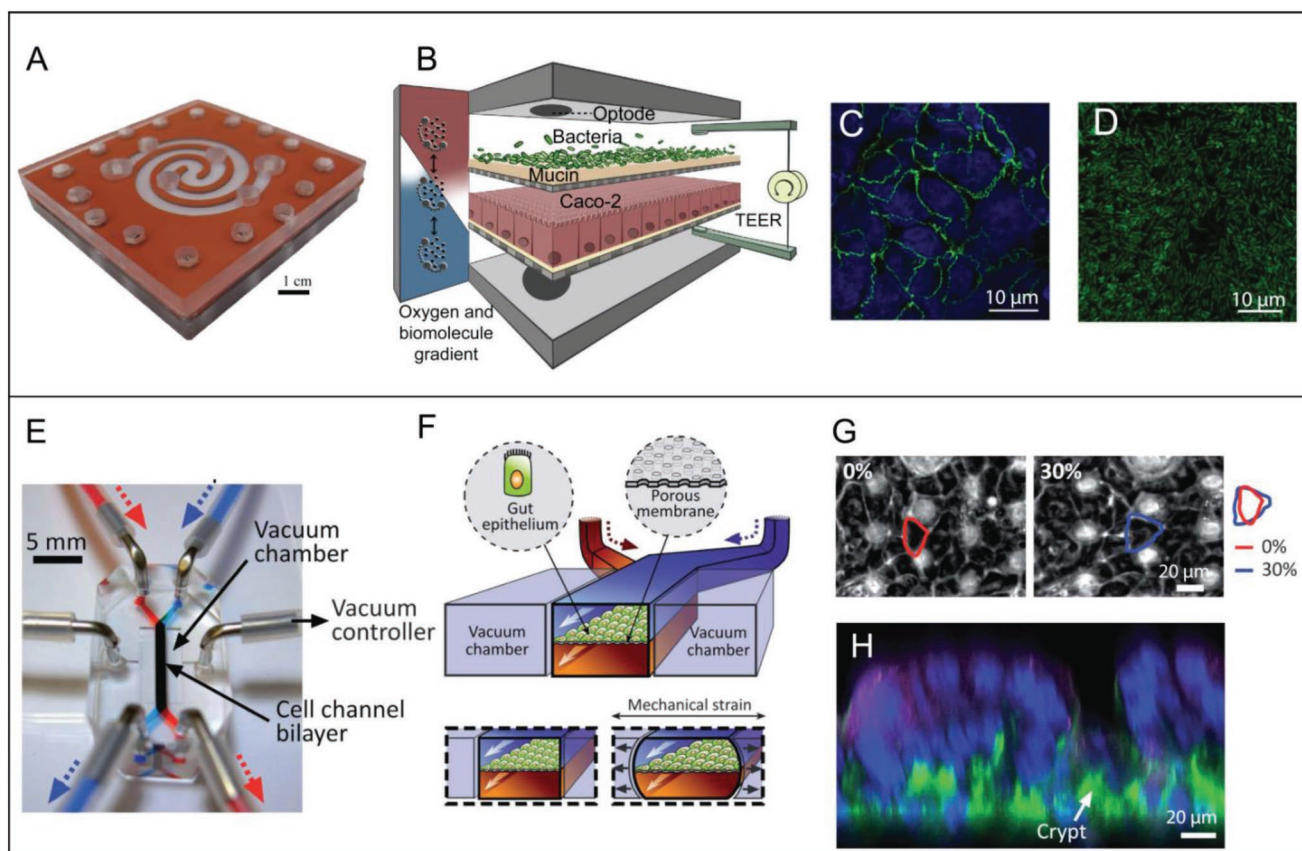 A
1 cm
B
Optode
Bacteria
Mucin
Caco-2
TEER
Oxygen and
biomolecule
gradient
C
10 μm
D
10 μm
E
5 mm
Vacuum
chamber
Vacuum
controller
Cell channel
bilayer
F
Gut
epithelium
Porous
membrane
Vacuum
chamber
Vacuum
chamber
Mechanical strain
G
0%
30%
20 μm
0%
30%
H
Crypt
20 μm